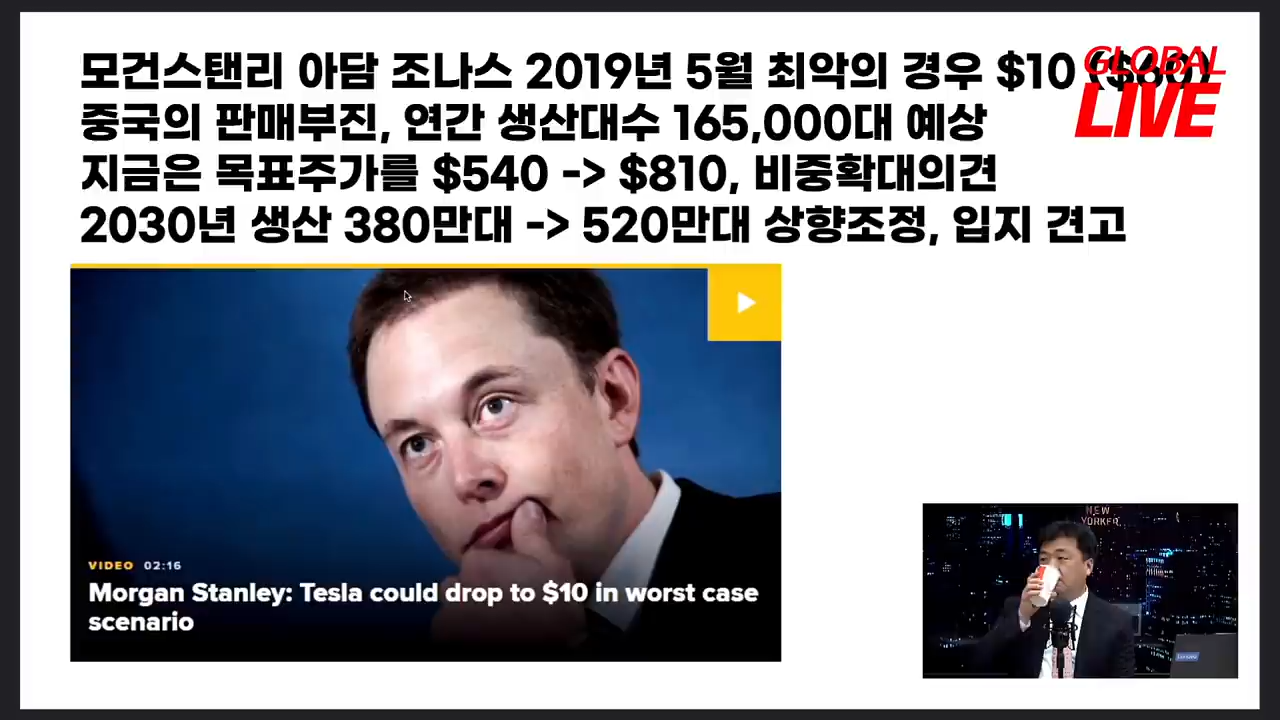 모건스탠리 아담 조나스 2019년 5월 최악의 경우 $10
GLOBAL
LIVE
중국의 판매부진, 연간 생산대수 165,000대 예상
지금은 목표주가를 $540 -> $810, 비중확대의견
2030년 생산 380만대 -> 520만대 상향조정, 입지 견고
VIDEO 02:16
Morgan Stanley: Tesla could drop to $10 in worst case
scenario
NEW
YORKER